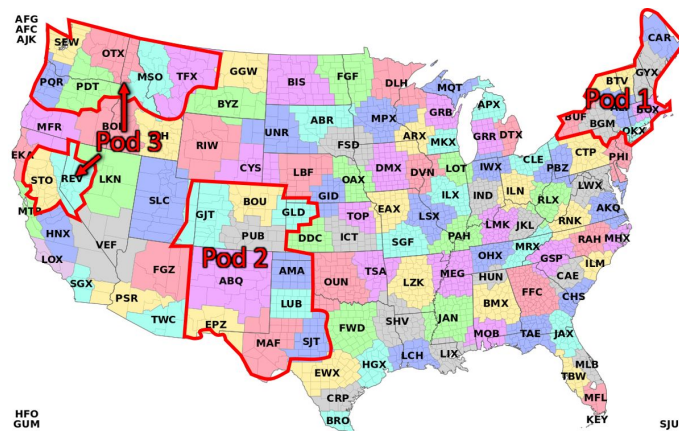 AFG
AFC
AJK
SEW
OTX
PQR
PDT
MSO
TFX
GGW
BIS
FGF
DLH
MQT
APX
CAR
GYX
BTV
BUF
BGM
OKX
Pod 1
MFR
BYZ
UNR
ABR
MPX
GRB
Pod 3
RIW
FSD
ARX
MKX
GRR
DTX
CTP
PHI
EKA
STO
REV
LKN
SLC
CYS
LBF
OAX
DMX
DVN
LOT
IWX
CLE
PBZ
GJT
BOU
GLD
GID
TOP
EAX
LSX
ILX
IND
ILN
RLX
LWX
AKQ
HNX
VEF
PUB
DDC
ICT
SGF
PAH
LMK
JKL
RNK
LOX
SGX
FGZ
Pod 2
ABQ
AMA
OUN
TSA
LZK
MEG
OHX
HUN
MRX
GSP
RAH
MHX
PSR
TWC
EPZ
LUB
MAF
SJT
FWD
SHV
JAN
BMX
FFC
CAE
ILM
CHS
EWX
HGX
LCH
LIX
MOB
TAE
JAX
CRP
BRO
TBW
MLB
MFL
KEY
HFO
GUM
SJU